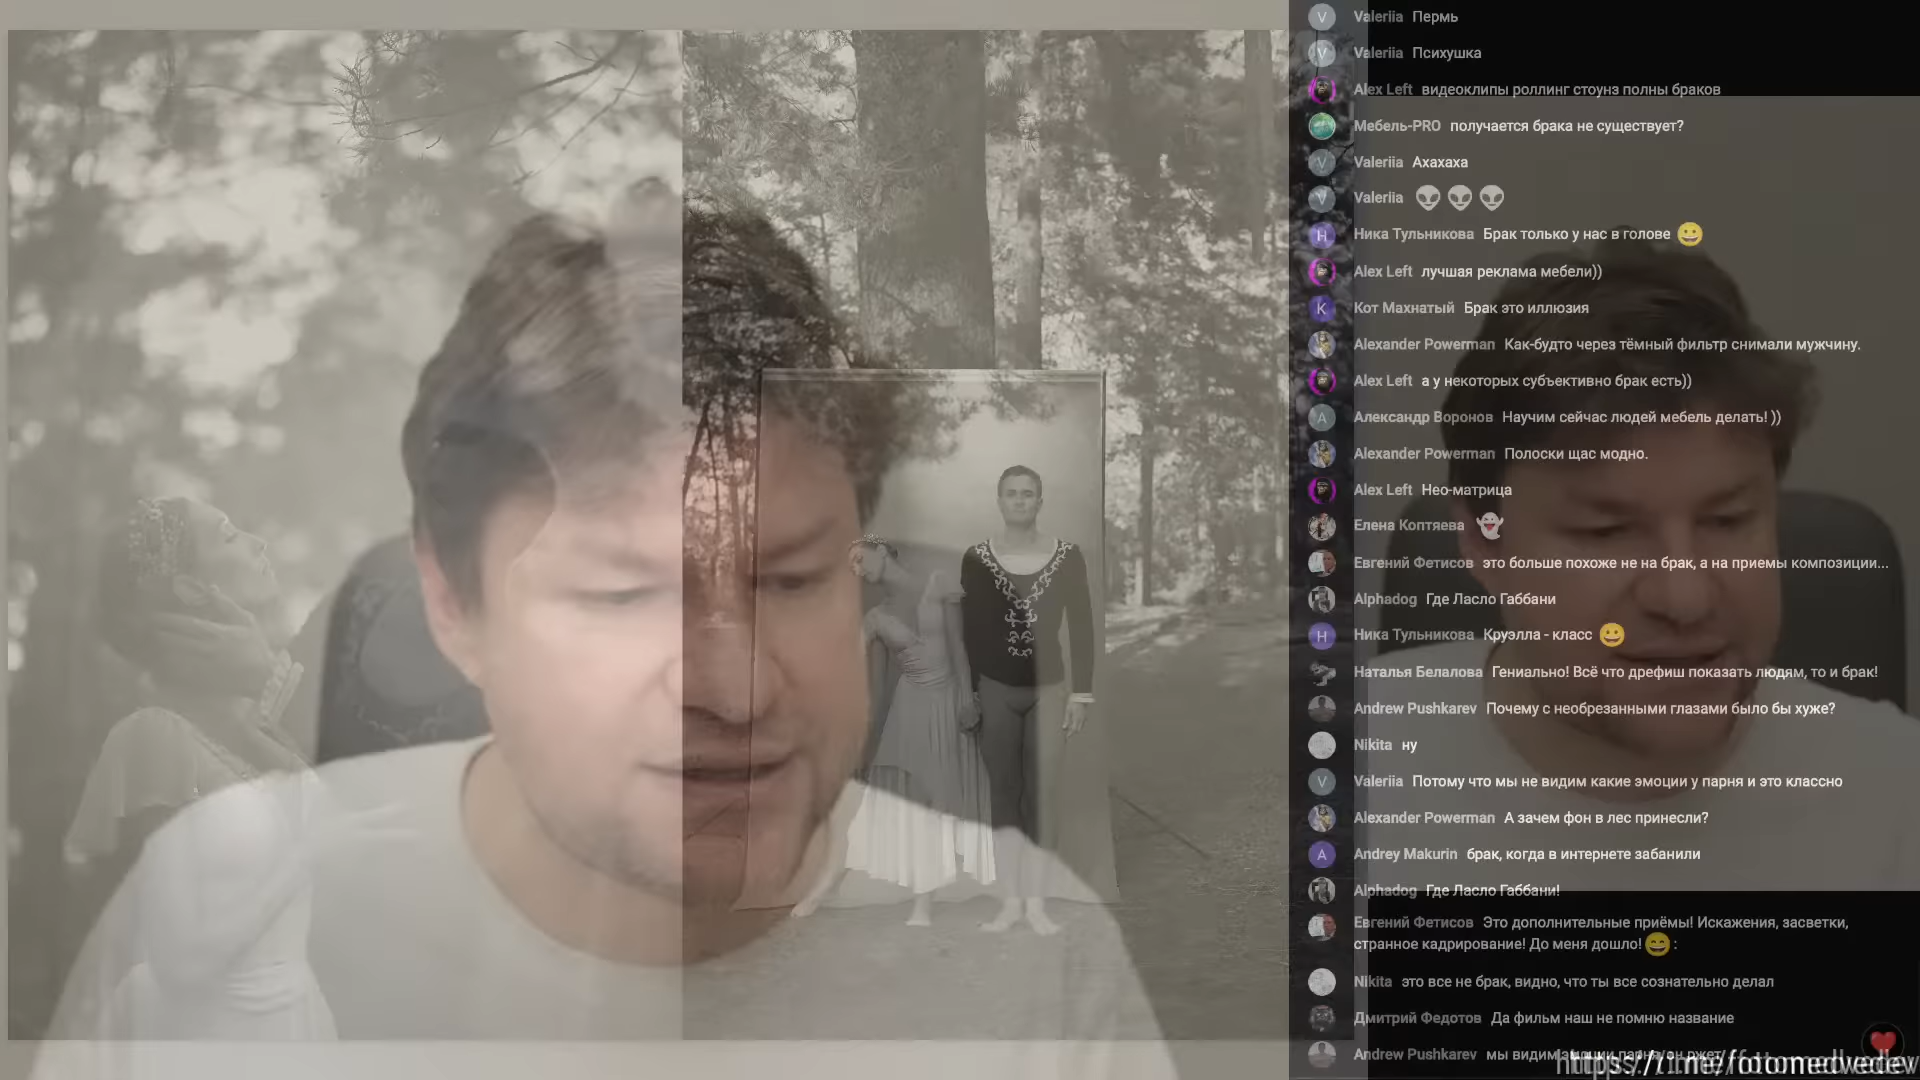 V Valeriia Пермь
V Valeriia Психушка
Alex Left видеоклипы роллинг стоунз полны браков
Мебель-PRO получается брака не существует?
V Valeriia Ахахаха
V Valeriia
Н Ника Тульникова Брак только у нас в голове
Alex Left лучшая реклама мебели))
К Кот Махнатый Брак это иллюзия
Alexander Powerman Как-будто через тёмный фильтр снимали мужчину.
Alex Left а у некоторых субъективно брак есть))
А Александр Воронов Научим сейчас людей мебель делать! ))
Alexander Powerman Полоски щас модно.
Alex Left Нео-матрица
Елена Коптяева
Евгений Фетисов это больше похоже не на брак, а на приемы композиции...
Alphadog Где Ласло Габбани
Н Ника Тульникова Круэлла - класс
Наталья Белалова Гениально! Всё что дрефиш показать людям, то и брак!
Andrew Pushkarev Почему с необрезанными глазами было бы хуже?
Nikita ну
V Valeriia Потому что мы не видим какие эмоции у парня и это классно
Alexander Powerman А зачем фон в лес принесли?
A Andrey Makurin брак, когда в интернете забанили
Alphadog Где Ласло Габбани!
Евгений Фетисов Это дополнительные приёмы! Искажения, засветки,
странное кадрирование! До меня дошло! :
Nikita это все не брак, видно, что ты все сознательно делал
Дмитрий Федотов Да фильм наш не помню название
Andrew Pushkarev мы видим эмоции парня/он ржет
https://t.me/fotomedvedev